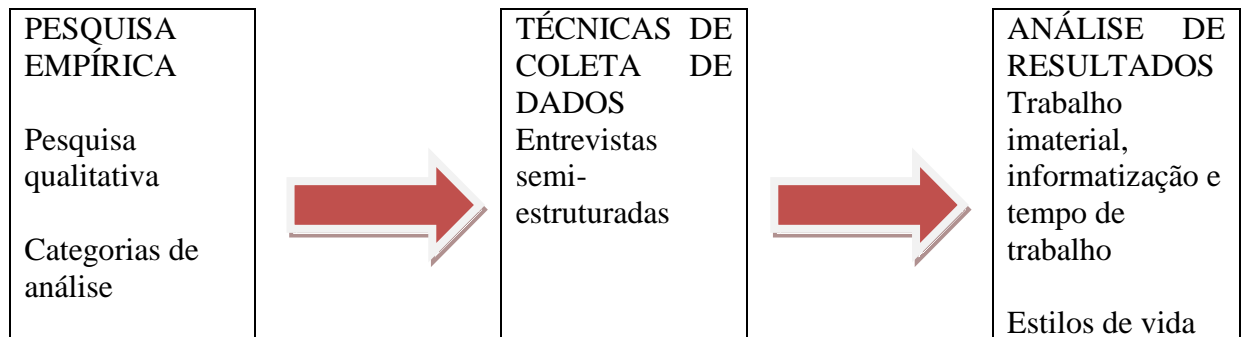 PESQUISA
EMPÍRICA
Pesquisa
qualitativa
Categorias de
análise
TÉCNICAS DE
COLETA DE
DADOS
Entrevistas
semi-
estruturadas
ANÁLISE DE
RESULTADOS
Trabalho
imaterial,
informatização e
tempo de
trabalho
Estilos de vida